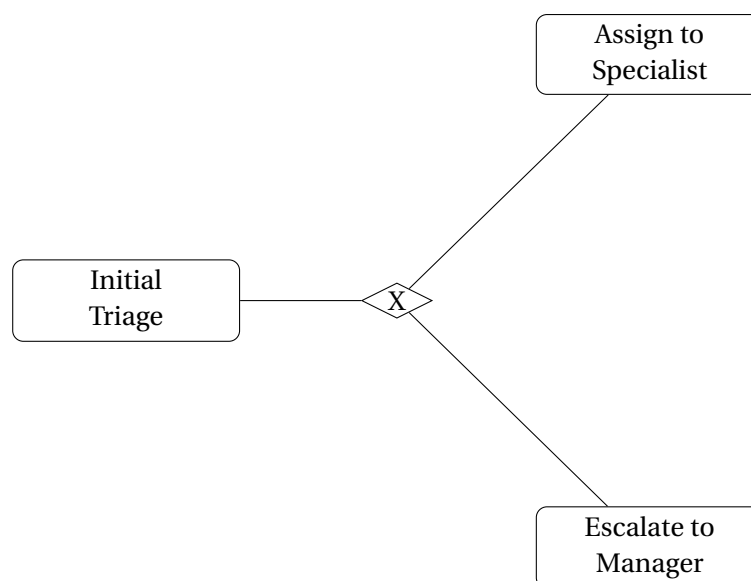 Assign to
Specialist
Initial
Triage
X
Escalate to
Manager